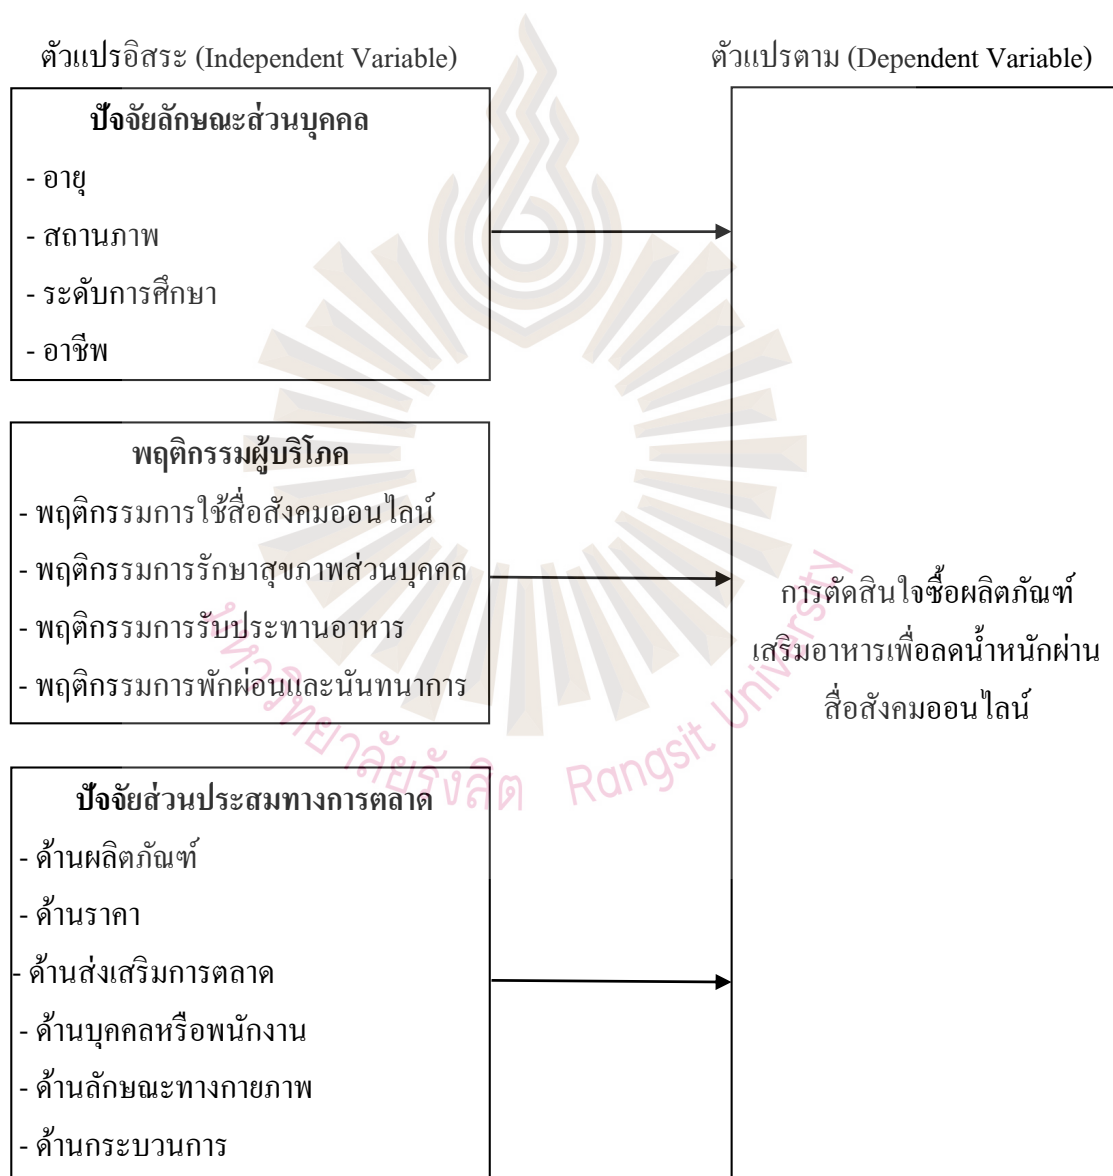 ตัวแปรอิสระ (Independent Variable)
ตัวแปรตาม (Dependent Variable)
ปัจจัยลักษณะส่วนบุคคล
- อายุ
- สถานภาพ
- ระดับการศึกษา
- อาชีพ
พฤติกรรมผู้บริโภค
- พฤติกรรมการใช้สื่อสังคมออนไลน์
- พฤติกรรมการรักษาสุขภาพส่วนบุคคล
- พฤติกรรมการรับประทานอาหาร
- พฤติกรรมการพักผ่อนและนันทนาการ
ปัจจัยส่วนประสมทางการตลาด
- ด้านผลิตภัณฑ์
- ด้านราคา
- ด้านส่งเสริมการตลาด
- ด้านบุคคลหรือพนักงาน
- ด้านลักษณะทางกายภาพ
- ด้านกระบวนการ
การตัดสินใจซื้อผลิตภัณฑ์
เสริมอาหารเพื่อลดน้ำหนักผ่าน
สื่อสังคมออนไลน์
มหาวิทยาลัยรังสิต Rangsit University